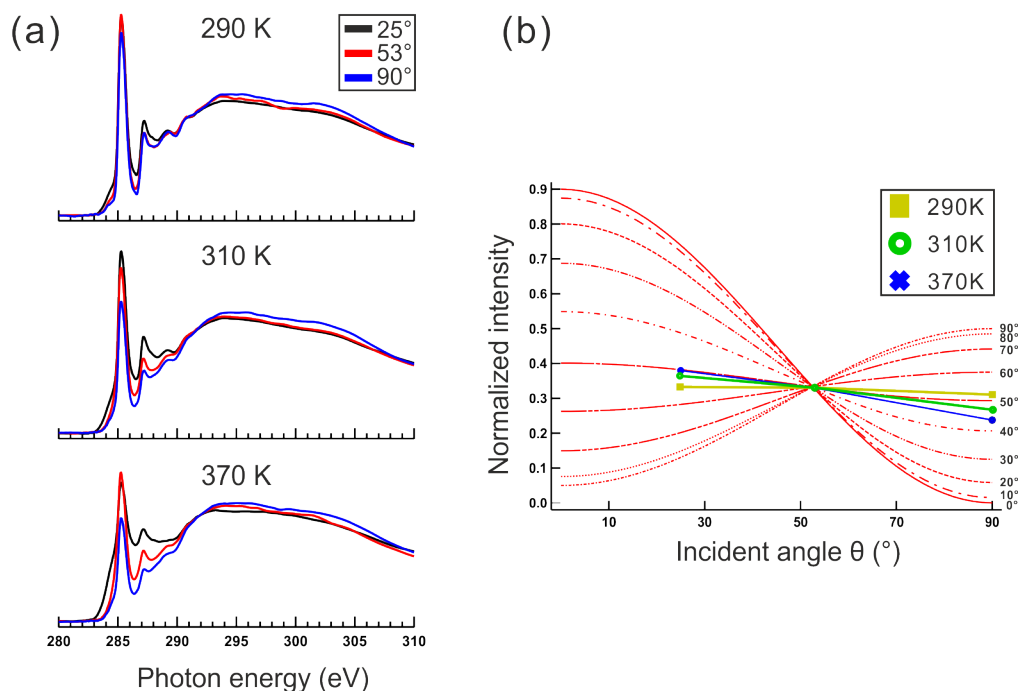 (a)
290 K
25°
53°
90°
310 K
370 K
280 285 290 295 300 305 310
Photon energy (eV)
(b)
Normalized intensity
0.9
0.8
0.7
0.6
0.5
0.4
0.3
0.2
0.1
0.0
290K
310K
370K
90°
80°
70°
60°
50°
40°
30°
20°
10°
0°
10 30 50 70 90
Incident angle θ (°)